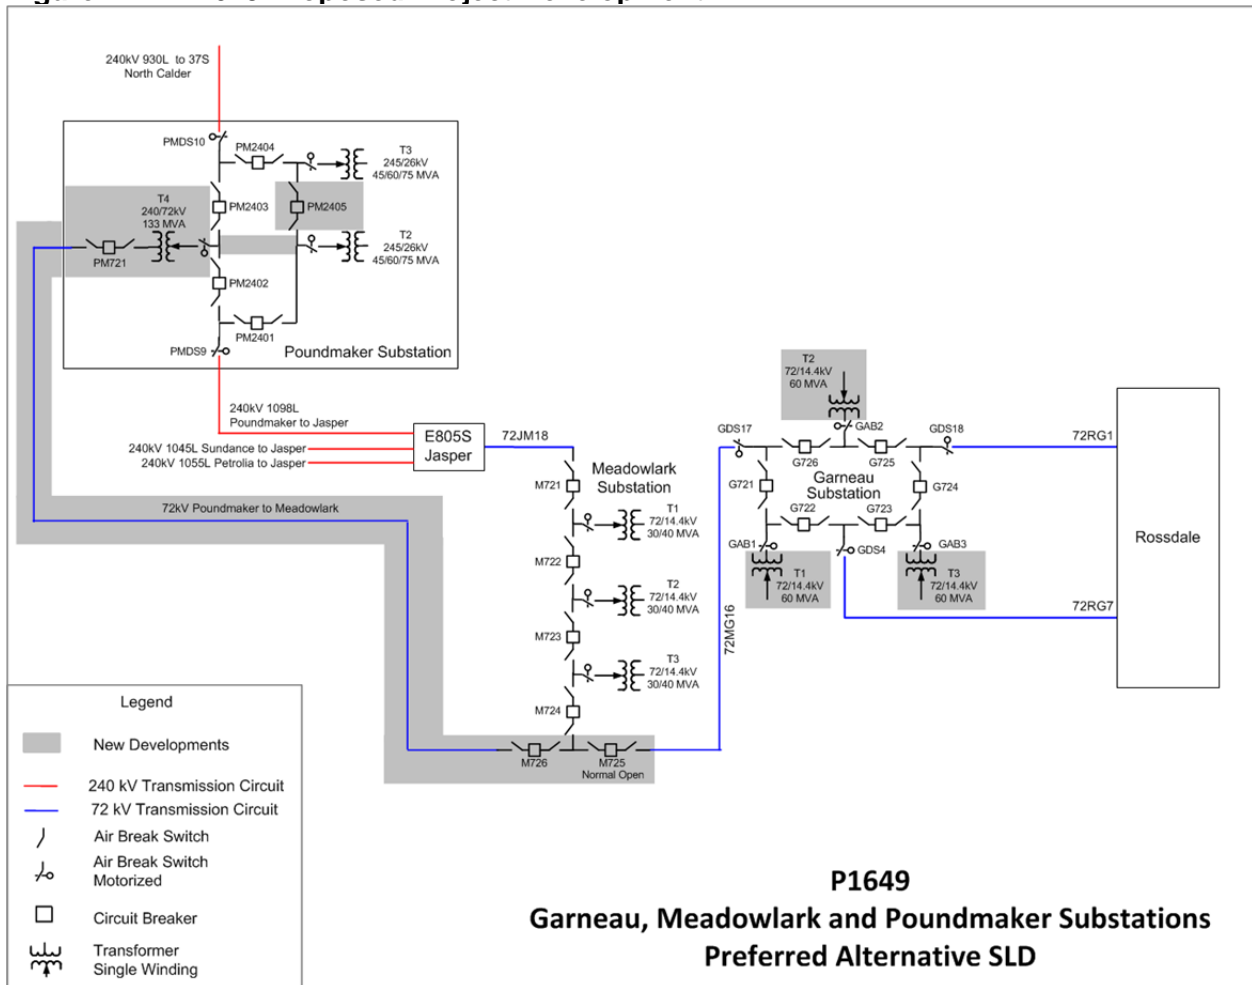 240kV 930L to 37S
North Calder
PMDS10
PM2404
T3
245/26kV
45/60/75 MVA
T4
240/72kV
133 MVA
PM2403
PM2405
T2
245/26kV
45/60/75 MVA
PM721
PM2402
PM2401
PMDS9
Poundmaker Substation
240kV 1098L
Poundmaker to Jasper
240kV 1045L Sundance to Jasper
240kV 1055L Petrolia to Jasper
E805S
Jasper
72JM18
72kV Poundmaker to Meadowlark
Meadowlark
Substation
M721
T1
72/14.4kV
30/40 MVA
M722
T2
72/14.4kV
30/40 MVA
M723
T3
72/14.4kV
30/40 MVA
M724
M726
M725
Normal Open
72MG16
T2
72/14.4kV
60 MVA
GDS17
GAB2
GDS18
G726
G725
G721
Garneau
Substation
G724
G722
G723
GAB1
GDS4
GAB3
T1
72/14.4kV
60 MVA
T3
72/14.4kV
60 MVA
72RG1
72RG7
Rossdale
Legend
New Developments
240 kV Transmission Circuit
72 kV Transmission Circuit
Air Break Switch
Air Break Switch
Motorized
Circuit Breaker
Transformer
Single Winding
P1649
Garneau, Meadowlark and Poundmaker Substations
Preferred Alternative SLD